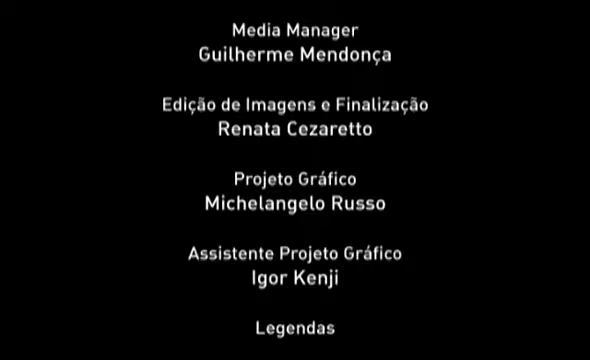 Media Manager
Guilherme Mendonça
Edição de Imagens e Finalização
Renata Cezaretto
Projeto Gráfico
Michelangelo Russo
Assistente Projeto Gráfico
Igor Kenji
Legendas